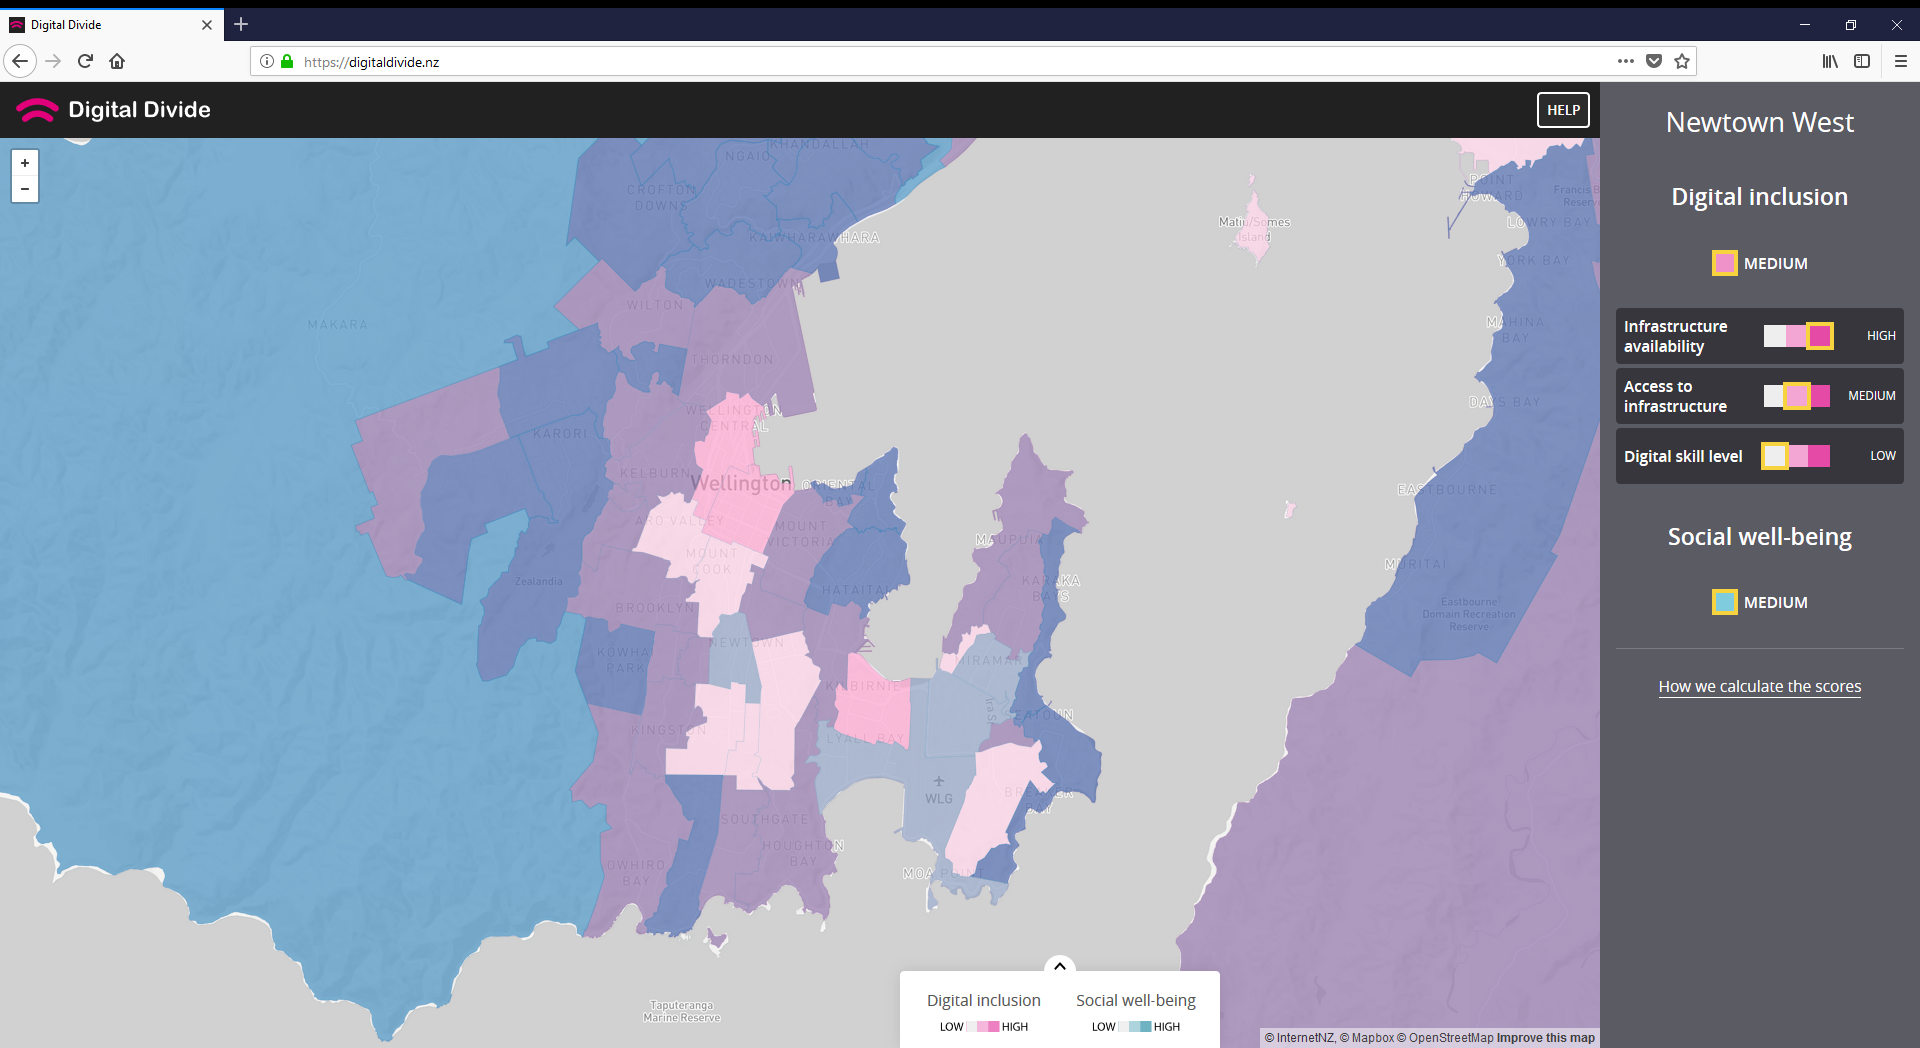 Digital Divide
https://digitaldivide.nz
Digital Divide
HELP
+
−
KHANDALLAH
NGAIO
CROFTON
DOWNS
KAIWHARAWHARA
WADESTOWN
WILTON
MAKARA
THORNDON
WELLINGTON
CENTRAL
KARORI
KELBURN
Wellington
ORIENTAL
BAY
ARO VALLEY
MOUNT
VICTORIA
MOUNT
COOK
Zealandia
HATAITAI
BROOKLYN
NEWTOWN
KOWHAI
PARK
KILBIRNIE
KINGSTON
LYALL BAY
MAUPUIA
KARAKA
BAYS
MIRAMAR
SEATOUN
WLG
BREAKER
BAY
SOUTHGATE
HOUGHTON
BAY
OWHIRO
BAY
MOA POINT
Taputeranga
Marine Reserve
Matiu/Somes
Island
POINT
HOWARD
LOWRY BAY
YORK BAY
MAHINA
BAY
DAYS BAY
EASTBOURNE
MURITAI
Eastbourne
Domain Recreation
Reserve
Digital inclusion
LOW HIGH
Social well-being
LOW HIGH
© InternetNZ, © Mapbox © OpenStreetMap Improve this map
Newtown West
Digital inclusion
MEDIUM
Infrastructure
availability
HIGH
Access to
infrastructure
MEDIUM
Digital skill level
LOW
Social well-being
MEDIUM
How we calculate the scores